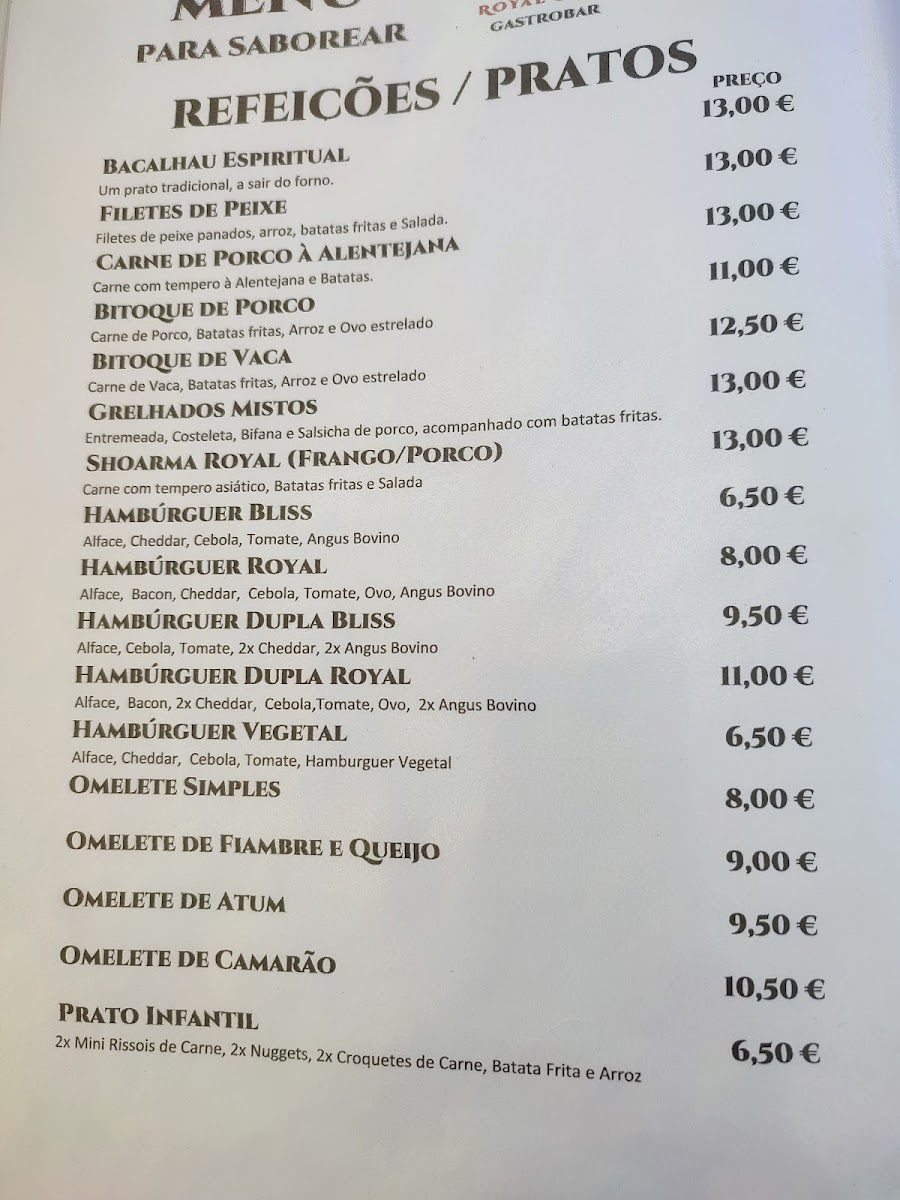 MENU
ROYAL
GASTROBAR
PARA SABOREAR
REFEIÇÕES / PRATOS
PREÇO
BACALHAU ESPIRITUAL 13,00 €
Um prato tradicional, a sair do forno.
FILETES DE PEIXE 13,00 €
Filetes de peixe panados, arroz, batatas fritas e Salada.
CARNE DE PORCO À ALENTEJANA 13,00 €
Carne com tempero à Alentejana e Batatas.
BITOQUE DE PORCO 11,00 €
Carne de Porco, Batatas fritas, Arroz e Ovo estrelado
BITOQUE DE VACA 12,50 €
Carne de Vaca, Batatas fritas, Arroz e Ovo estrelado
GRELHADOS MISTOS 13,00 €
Entremeada, Costeleta, Bifana e Salsicha de porco, acompanhado com batatas fritas.
SHOARMA ROYAL (FRANGO/PORCO) 13,00 €
Carne com tempero asiático, Batatas fritas e Salada
HAMBÚRGUER BLISS 6,50 €
Alface, Cheddar, Cebola, Tomate, Angus Bovino
HAMBÚRGUER ROYAL 8,00 €
Alface, Bacon, Cheddar, Cebola, Tomate, Ovo, Angus Bovino
HAMBÚRGUER DUPLA BLISS 9,50 €
Alface, Cebola, Tomate, 2x Cheddar, 2x Angus Bovino
HAMBÚRGUER DUPLA ROYAL 11,00 €
Alface, Bacon, 2x Cheddar, Cebola,Tomate, Ovo, 2x Angus Bovino
HAMBÚRGUER VEGETAL 6,50 €
Alface, Cheddar, Cebola, Tomate, Hamburguer Vegetal
OMELETE SIMPLES 8,00 €
OMELETE DE FIAMBRE E QUEIJO 9,00 €
OMELETE DE ATUM 9,50 €
OMELETE DE CAMARÃO 10,50 €
PRATO INFANTIL 6,50 €
2x Mini Rissois de Carne, 2x Nuggets, 2x Croquetes de Carne, Batata Frita e Arroz